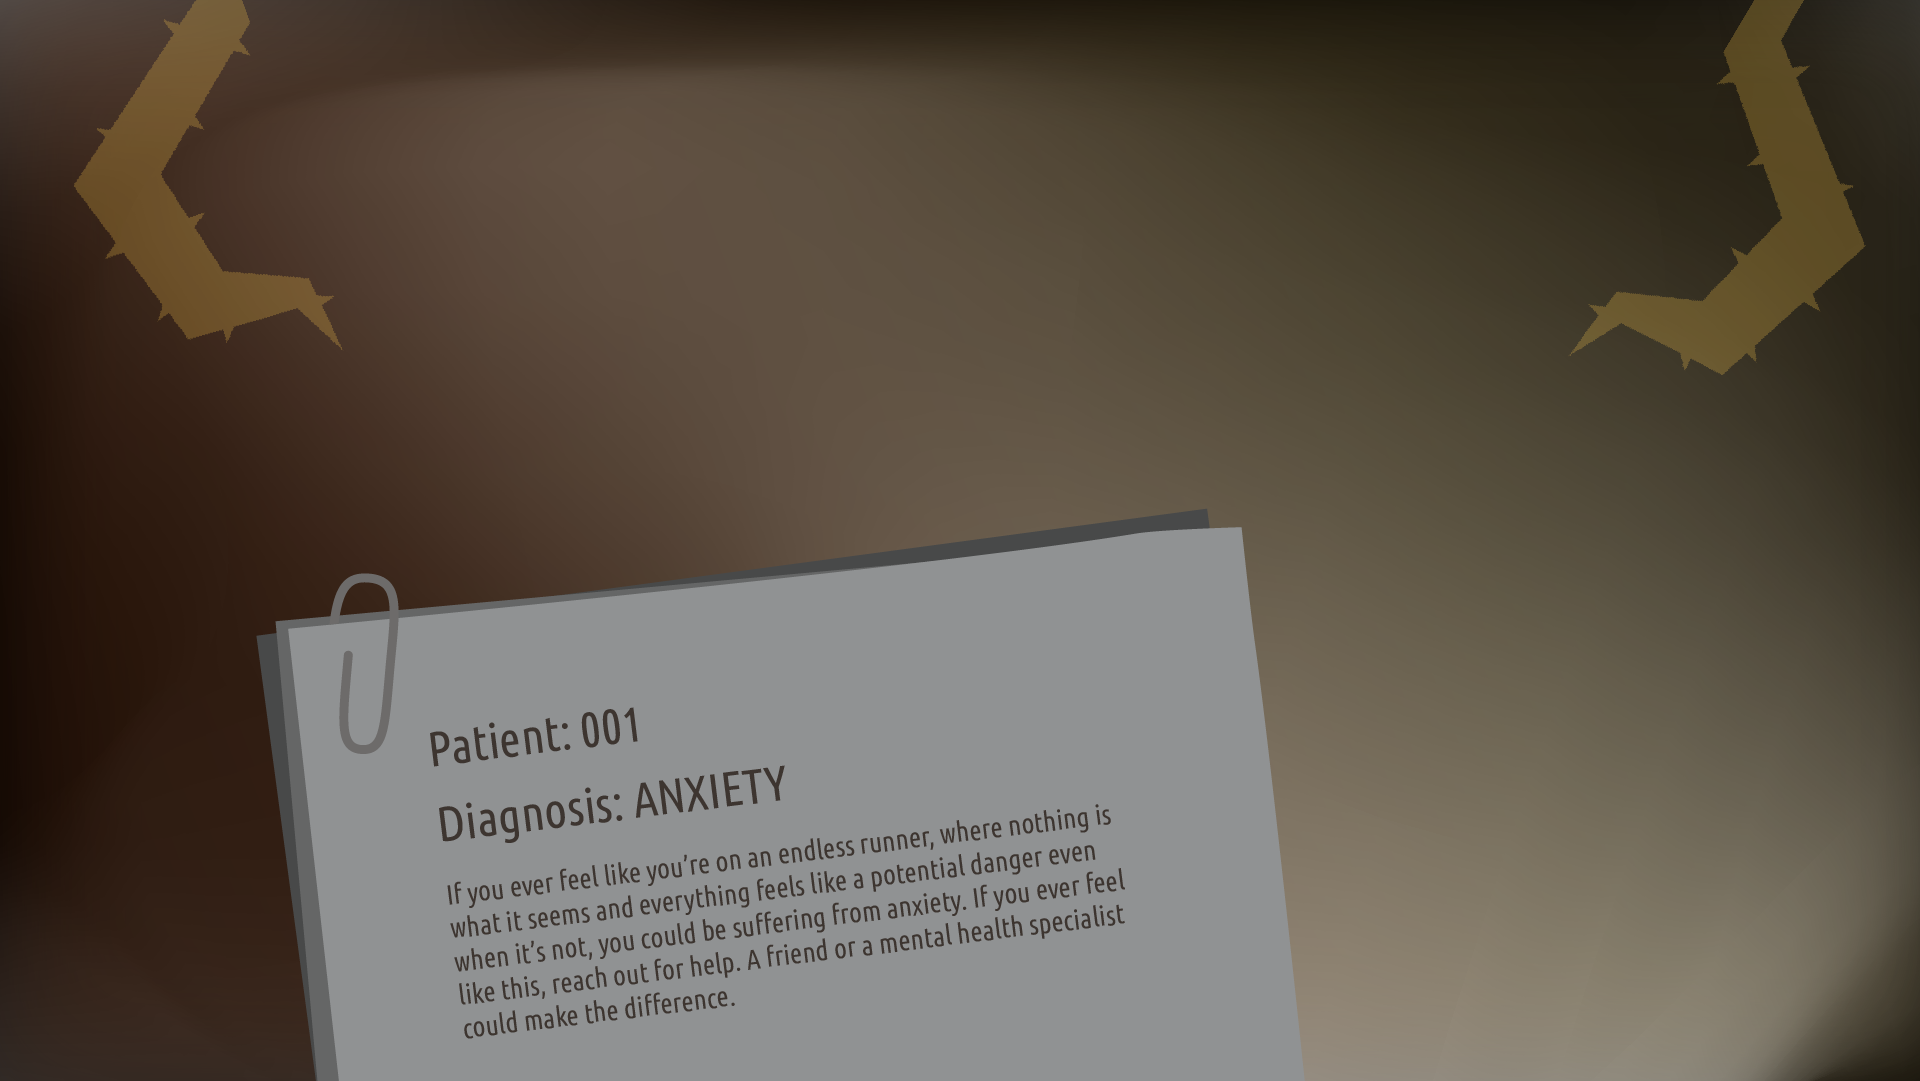 Patient: 001
Diagnosis: ANXIETY
If you ever feel like you’re on an endless runner, where nothing is
what it seems and everything feels like a potential danger even
when it’s not, you could be suffering from anxiety. If you ever feel
like this, reach out for help. A friend or a mental health specialist
could make the difference.